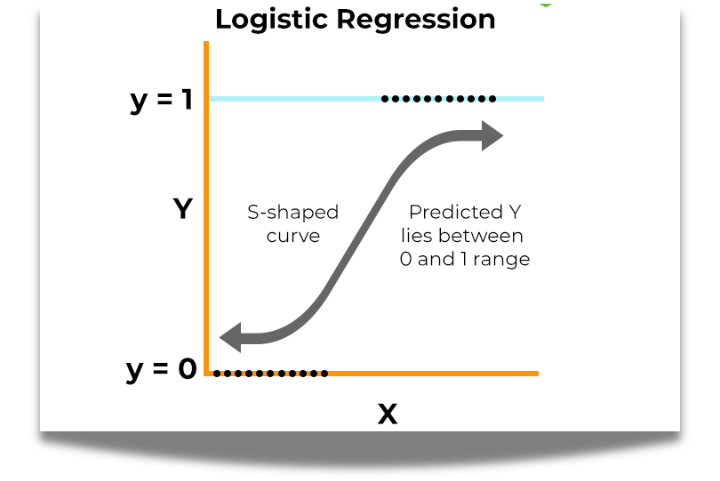 Logistic Regression
y = 1
Y
S-shaped
curve
Predicted Y
lies between
0 and 1 range
y = 0
X